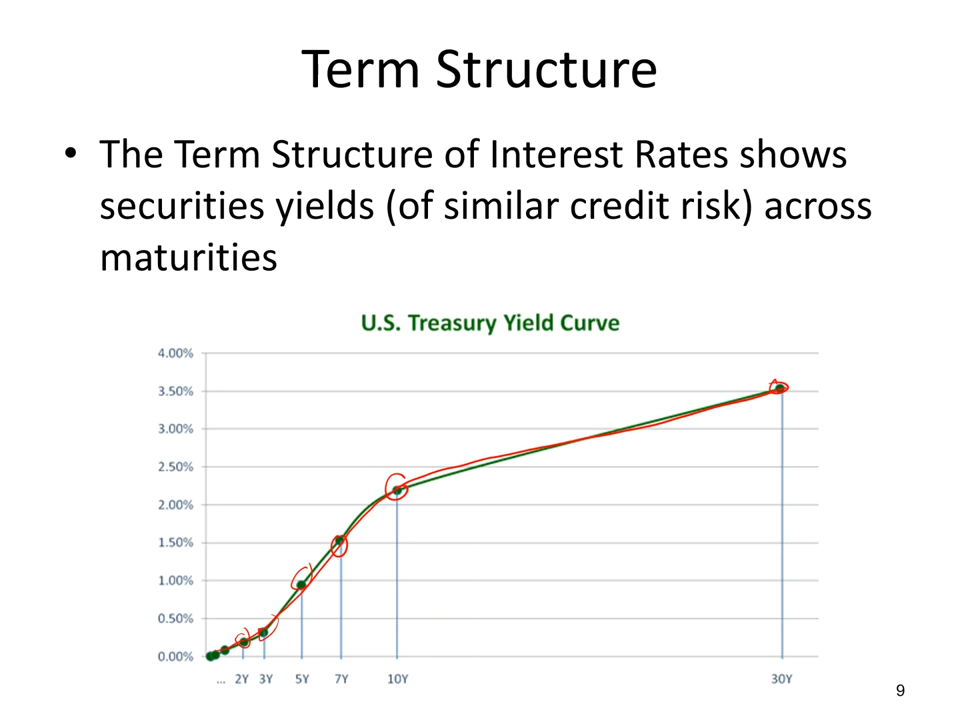 Term Structure
• The Term Structure of Interest Rates shows
securities yields (of similar credit risk) across
maturities
U.S. Treasury Yield Curve
4.00%
3.50%
3.00%
2.50%
2.00%
1.50%
1.00%
0.50%
0.00%
... 2Y 3Y 5Y 7Y 10Y 30Y
9